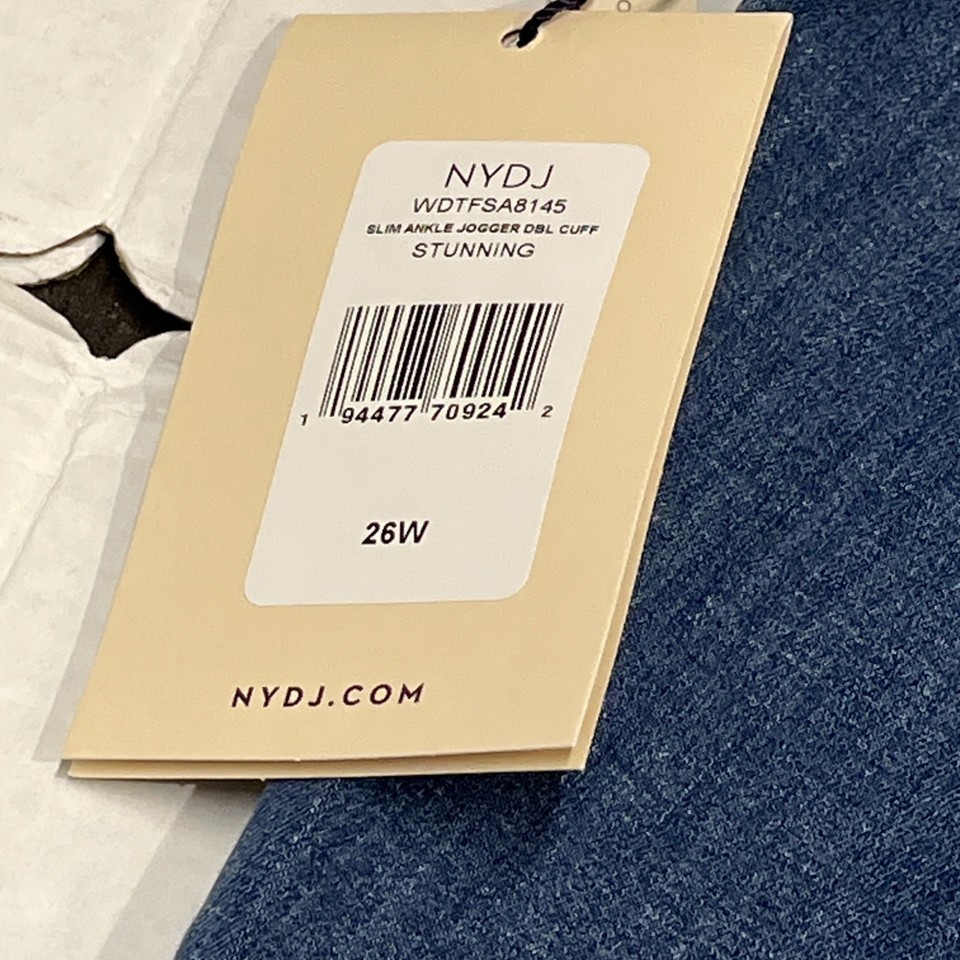 NYDJ
WDTFSA8145
SLIM ANKLE JOGGER DBL CUFF
STUNNING
1 94477 70924 2
26W
NYDJ.COM